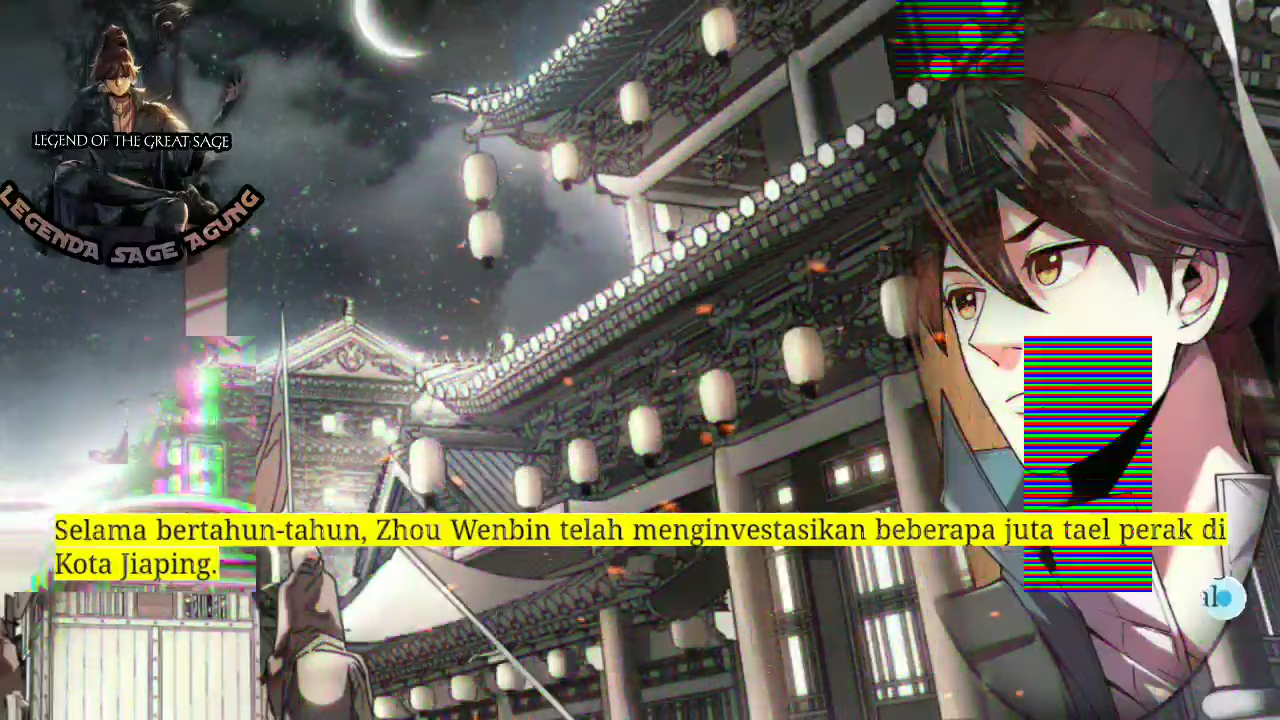 LEGEND OF THE GREAT SAGE
LEGENDA SAGE AGUNG
Selama bertahun-tahun, Zhou Wenbin telah menginvestasikan beberapa juta tael perak di
Kota Jiaping.